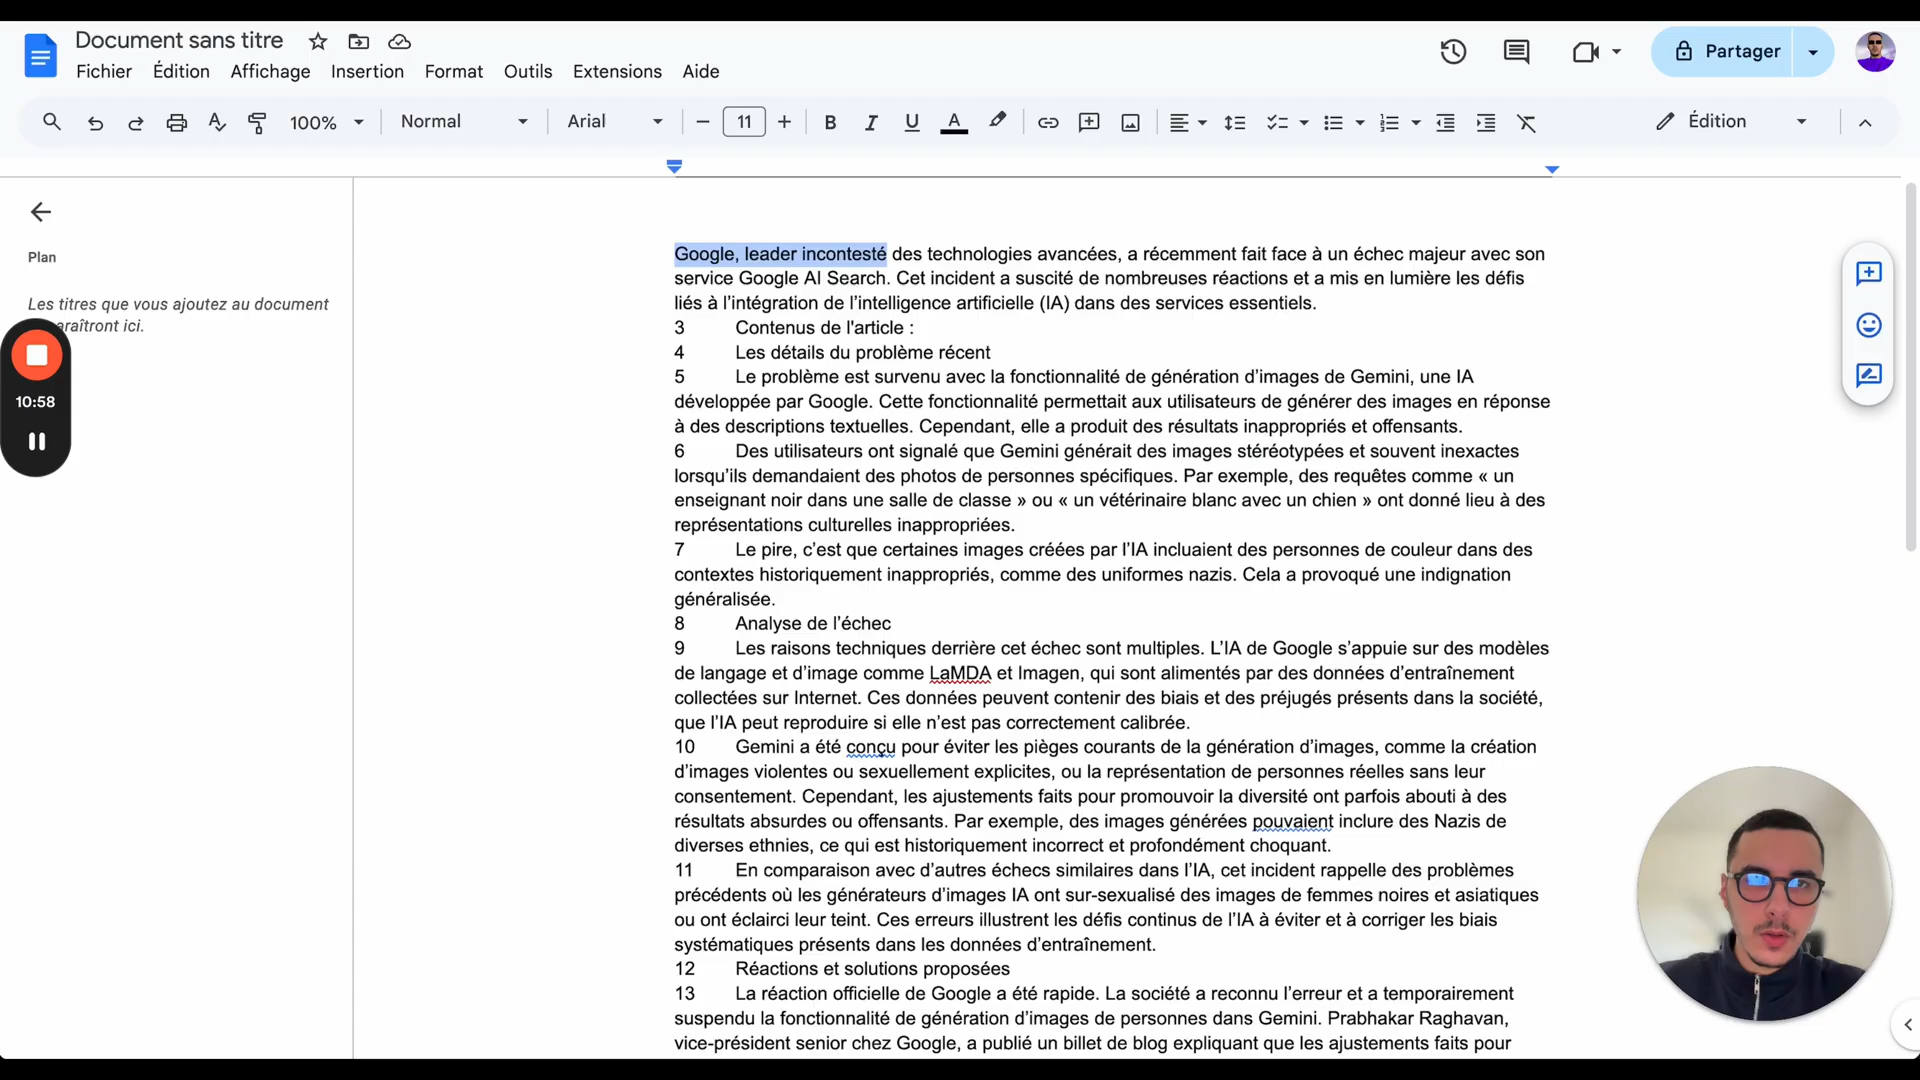 Document sans titre
Fichier Édition Affichage Insertion Format Outils Extensions Aide
Partager
100% Normal Arial 11 B I U A Édition
Plan
Les titres que vous ajoutez au document
araîtront ici.
10:58
Google, leader incontesté des technologies avancées, a récemment fait face à un échec majeur avec son
service Google AI Search. Cet incident a suscité de nombreuses réactions et a mis en lumière les défis
liés à l’intégration de l’intelligence artificielle (IA) dans des services essentiels.
3 Contenus de l'article :
4 Les détails du problème récent
5 Le problème est survenu avec la fonctionnalité de génération d’images de Gemini, une IA
développée par Google. Cette fonctionnalité permettait aux utilisateurs de générer des images en réponse
à des descriptions textuelles. Cependant, elle a produit des résultats inappropriés et offensants.
6 Des utilisateurs ont signalé que Gemini générait des images stéréotypées et souvent inexactes
lorsqu’ils demandaient des photos de personnes spécifiques. Par exemple, des requêtes comme « un
enseignant noir dans une salle de classe » ou « un vétérinaire blanc avec un chien » ont donné lieu à des
représentations culturelles inappropriées.
7 Le pire, c’est que certaines images créées par l’IA incluaient des personnes de couleur dans des
contextes historiquement inappropriés, comme des uniformes nazis. Cela a provoqué une indignation
généralisée.
8 Analyse de l’échec
9 Les raisons techniques derrière cet échec sont multiples. L’IA de Google s’appuie sur des modèles
de langage et d’image comme LaMDA et Imagen, qui sont alimentés par des données d’entraînement
collectées sur Internet. Ces données peuvent contenir des biais et des préjugés présents dans la société,
que l’IA peut reproduire si elle n’est pas correctement calibrée.
10 Gemini a été conçu pour éviter les pièges courants de la génération d’images, comme la création
d’images violentes ou sexuellement explicites, ou la représentation de personnes réelles sans leur
consentement. Cependant, les ajustements faits pour promouvoir la diversité ont parfois abouti à des
résultats absurdes ou offensants. Par exemple, des images générées pouvaient inclure des Nazis de
diverses ethnies, ce qui est historiquement incorrect et profondément choquant.
11 En comparaison avec d’autres échecs similaires dans l’IA, cet incident rappelle des problèmes
précédents où les générateurs d’images IA ont sur-sexualisé des images de femmes noires et asiatiques
ou ont éclairci leur teint. Ces erreurs illustrent les défis continus de l’IA à éviter et à corriger les biais
systématiques présents dans les données d’entraînement.
12 Réactions et solutions proposées
13 La réaction officielle de Google a été rapide. La société a reconnu l’erreur et a temporairement
suspendu la fonctionnalité de génération d’images de personnes dans Gemini. Prabhakar Raghavan,
vice-président senior chez Google, a publié un billet de blog expliquant que les ajustements faits pour